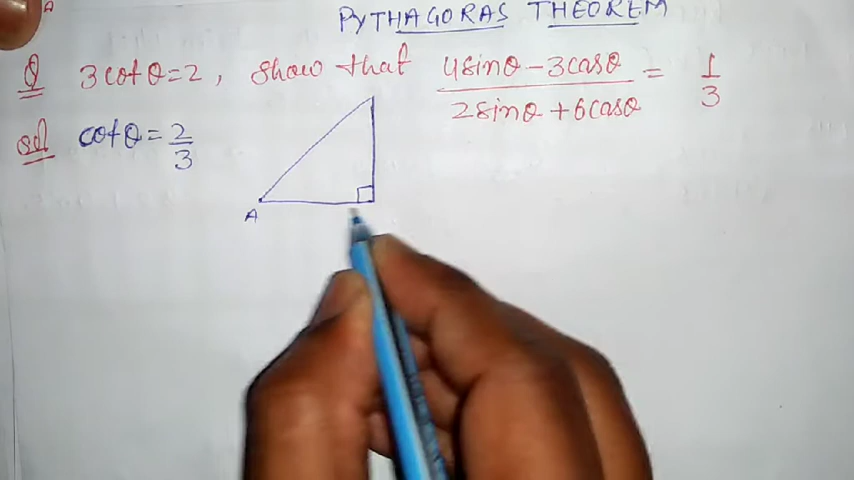 PYTHAGORAS THEOREM
Q 3cotθ=2, show that (4sinθ-3cosθ)/(2sinθ+6cosθ) = 1/3
sol cotθ = 2/3
A